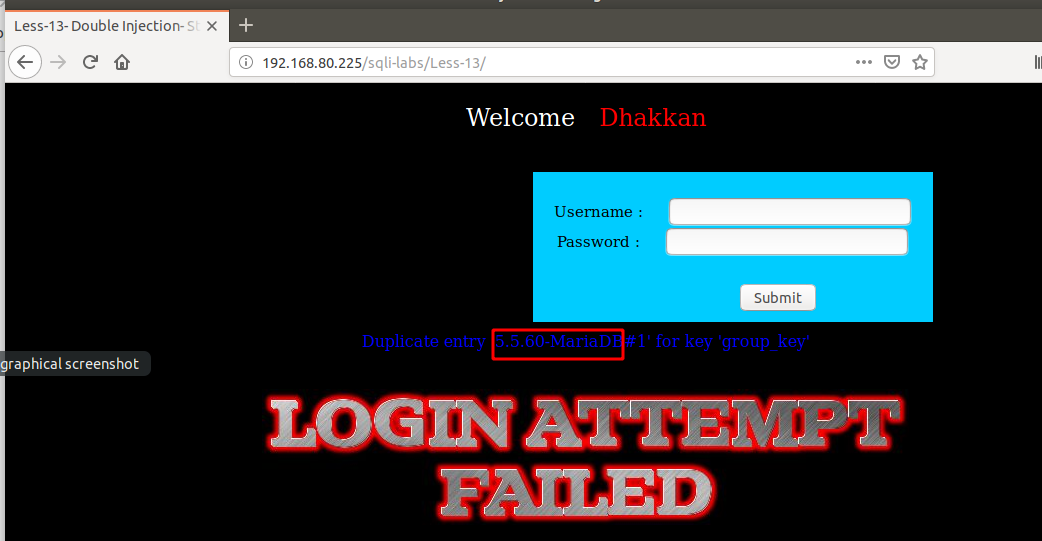 Less-13- Double Injection- St
192.168.80.225/sqli-labs/Less-13/
Welcome Dhakkan
Username :
Password :
Submit
Duplicate entry '5.5.60-MariaDB#1' for key 'group_key'
graphical screenshot
LOGIN ATTEMPT
FAILED